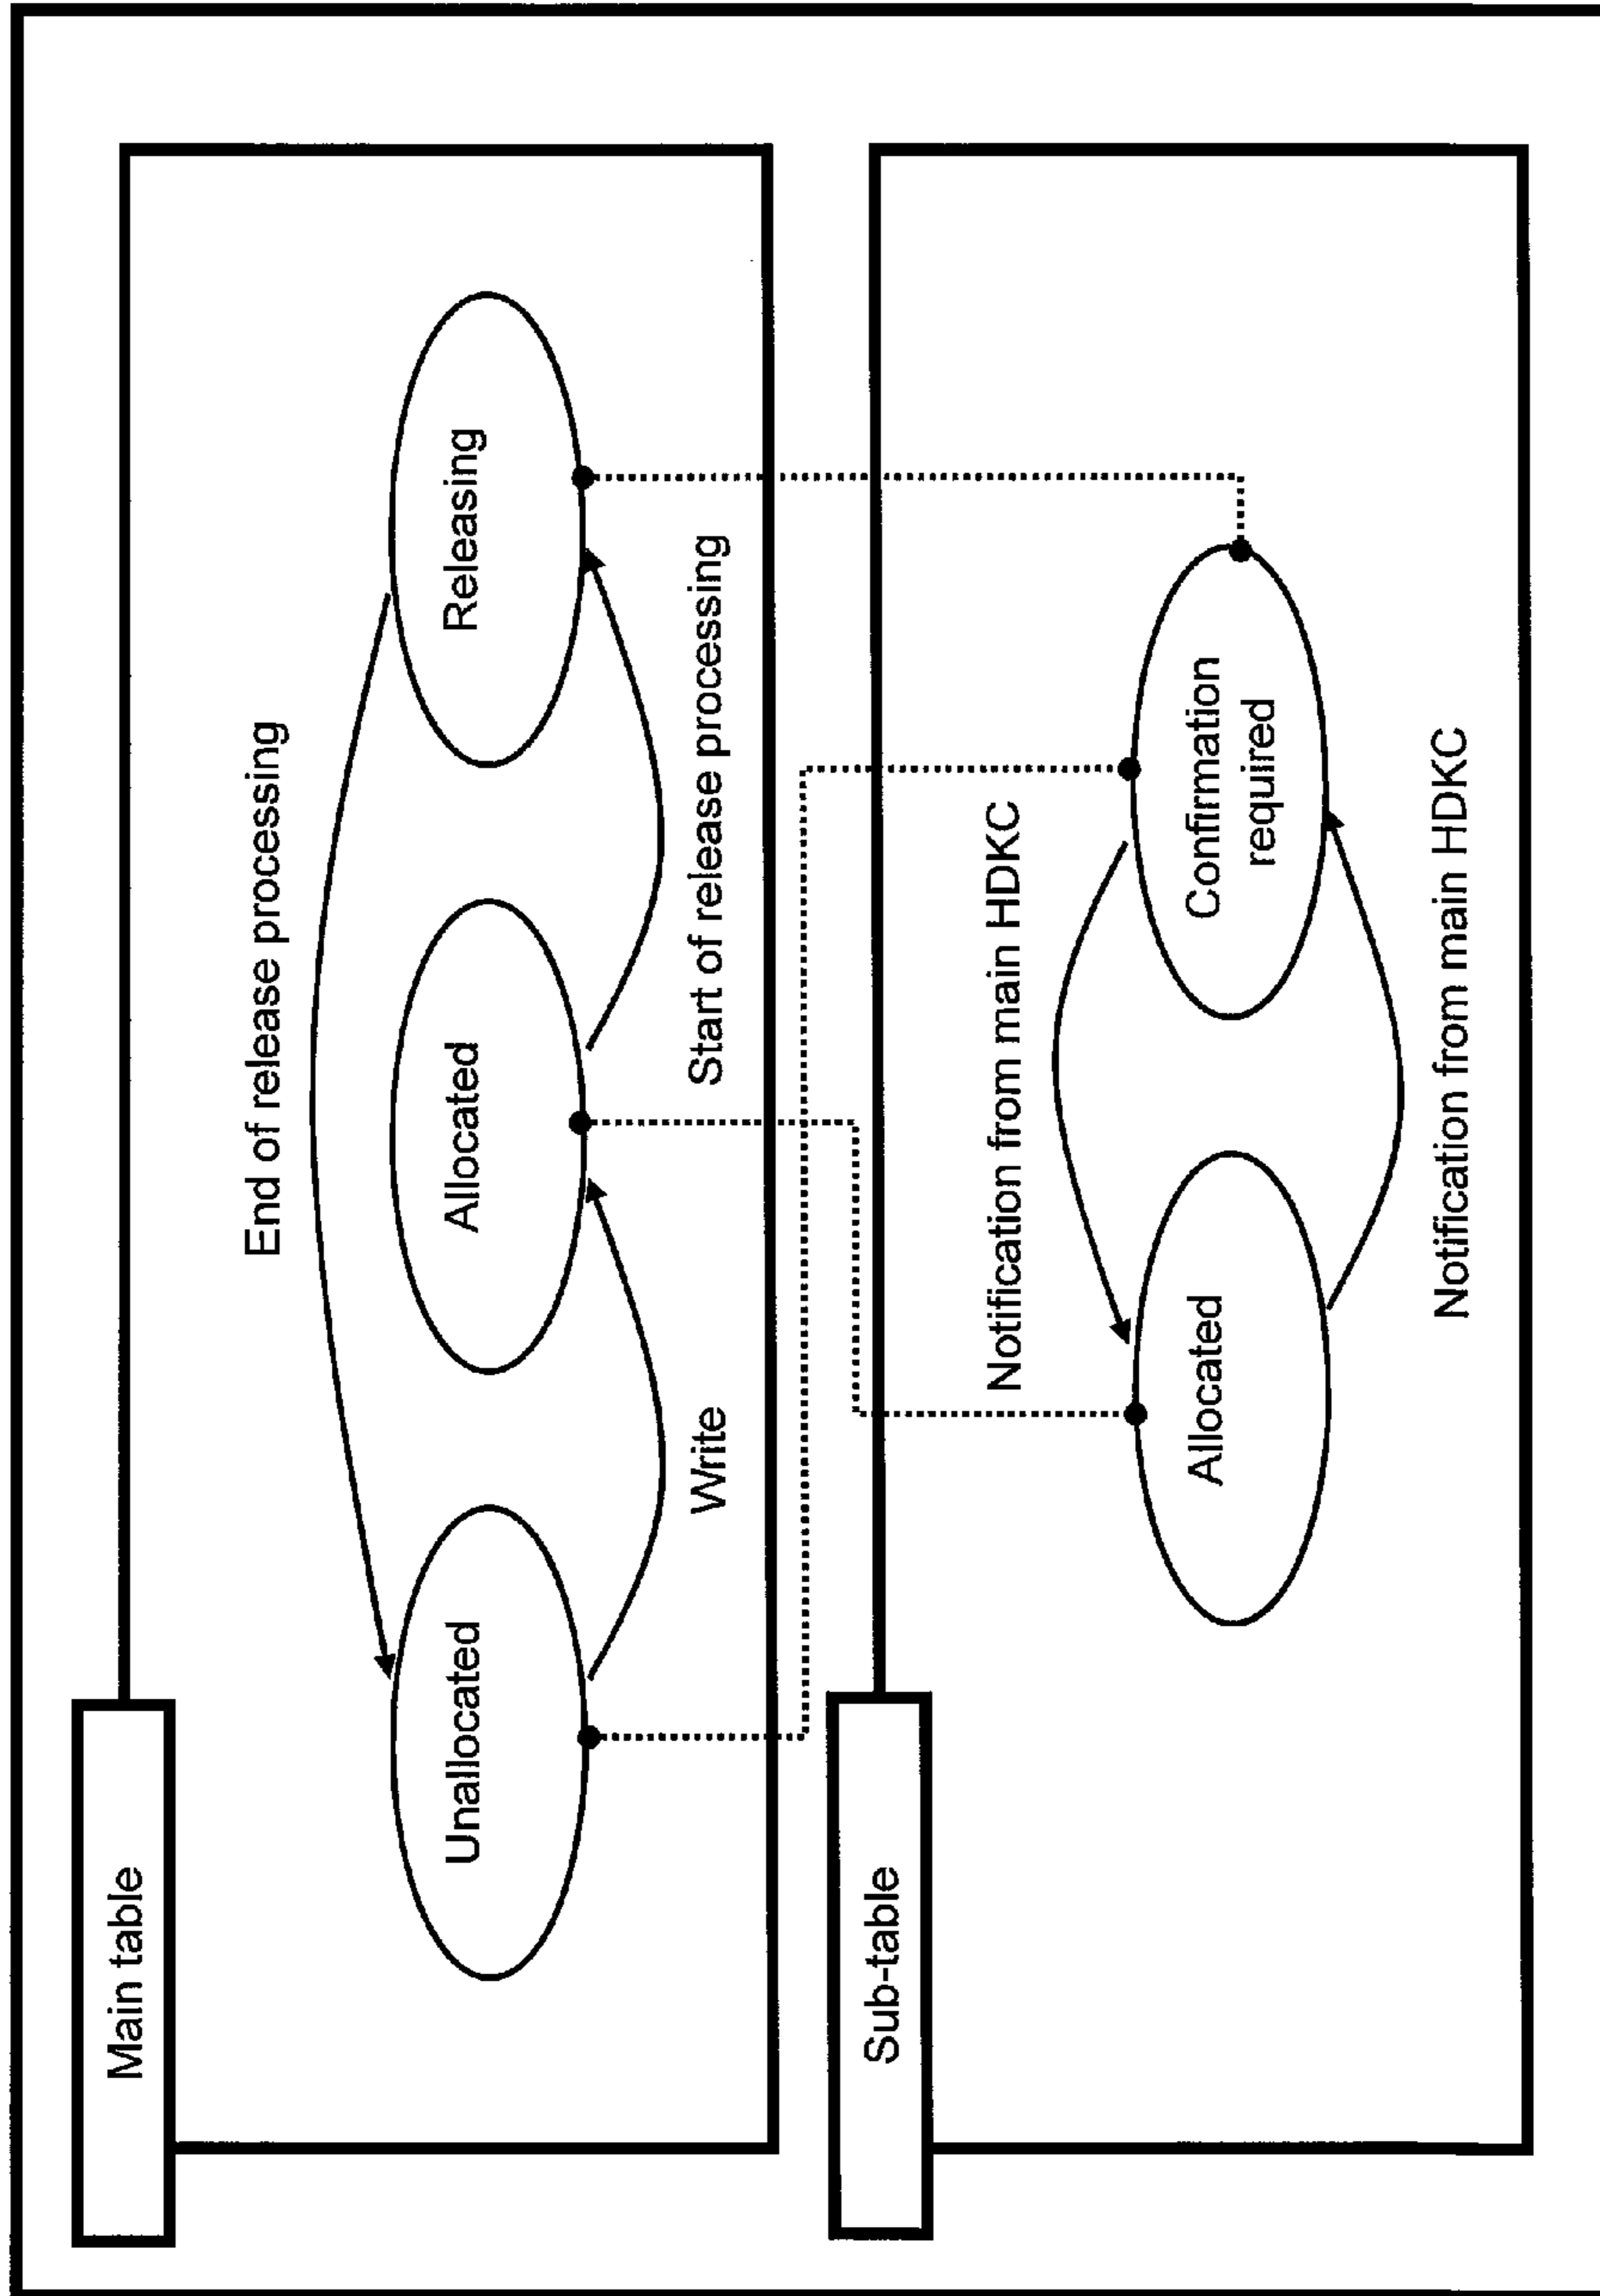 Main table
End of release processing
Unallocated
Allocated
Releasing
Write
Start of release processing
Sub-table
Notification from main HDKC
Allocated
Confirmation
required
Notification from main HDKC